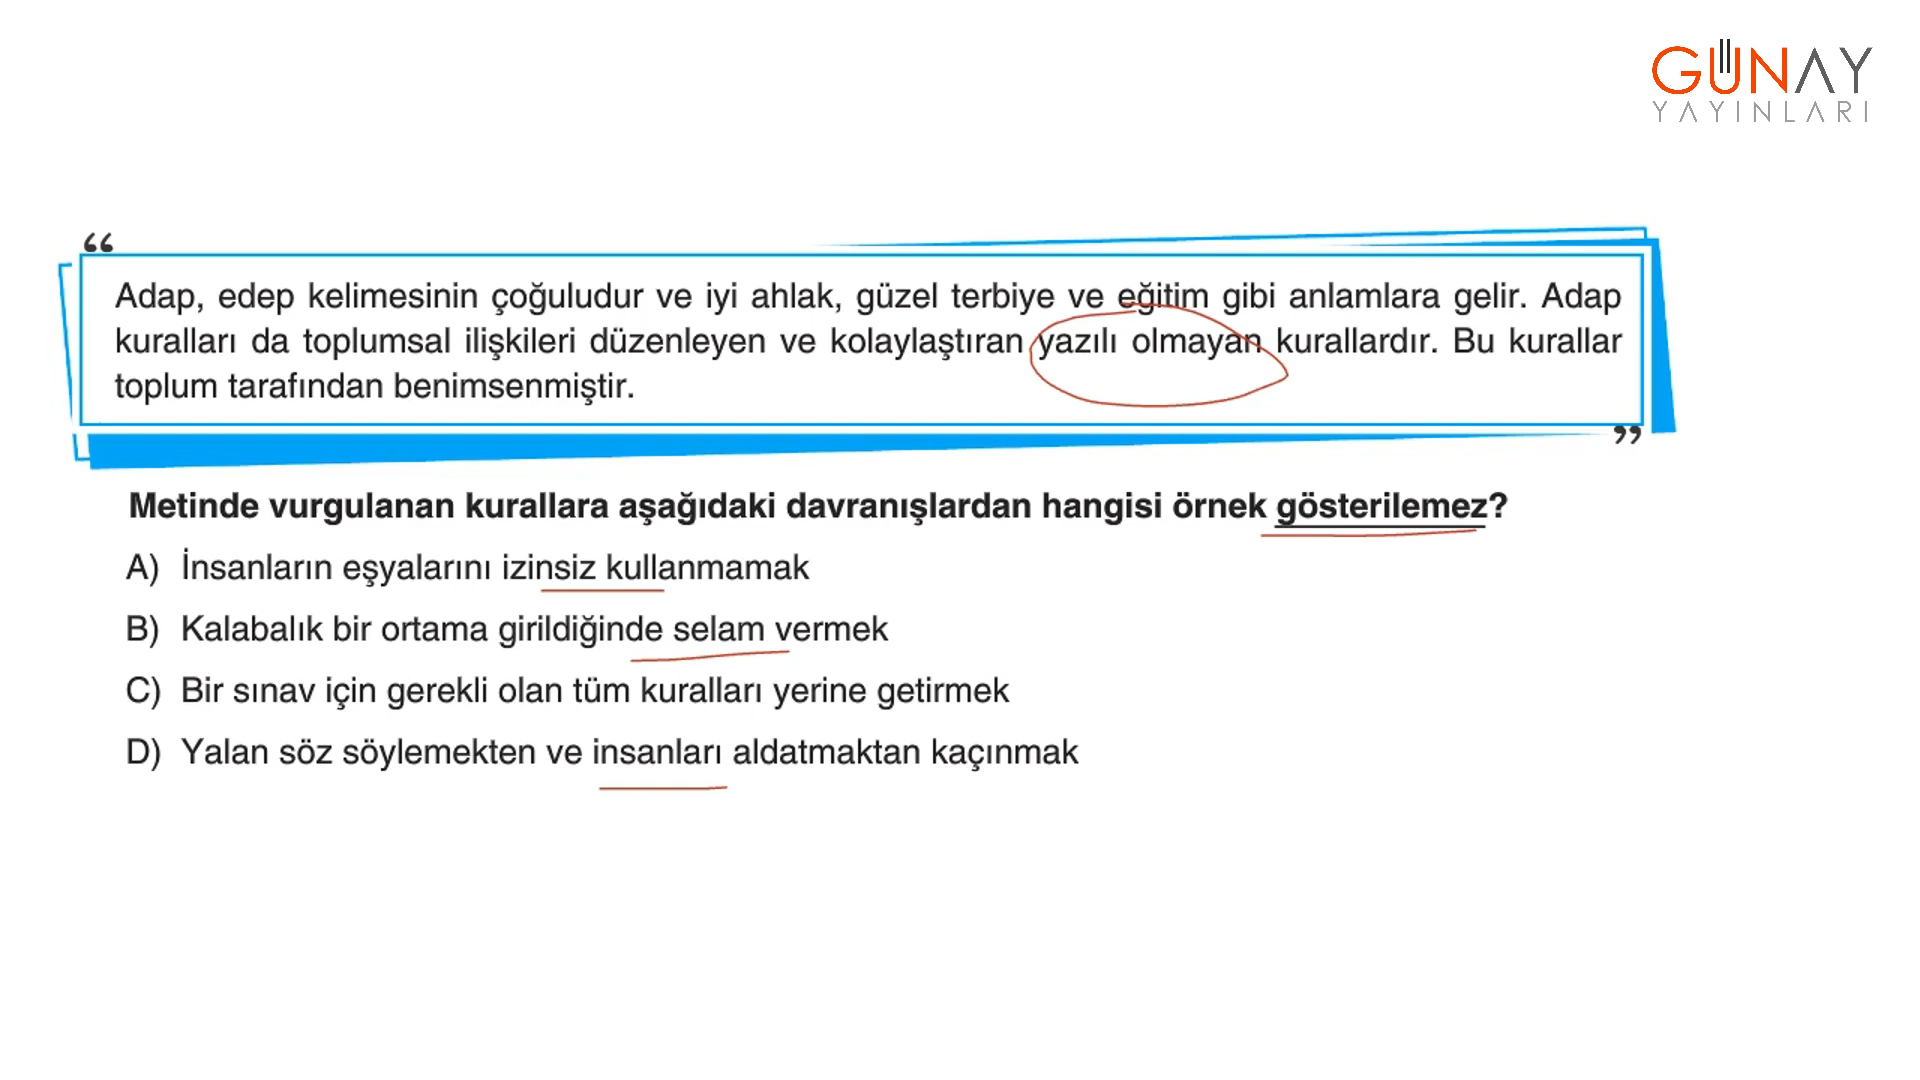 GÜNAY
YAYINLARI
“
Adap, edep kelimesinin çoğuludur ve iyi ahlak, güzel terbiye ve eğitim gibi anlamlara gelir. Adap
kuralları da toplumsal ilişkileri düzenleyen ve kolaylaştıran yazılı olmayan kurallardır. Bu kurallar
toplum tarafından benimsenmiştir.
”
Metinde vurgulanan kurallara aşağıdaki davranışlardan hangisi örnek gösterilemez?
A) İnsanların eşyalarını izinsiz kullanmamak
B) Kalabalık bir ortama girildiğinde selam vermek
C) Bir sınav için gerekli olan tüm kuralları yerine getirmek
D) Yalan söz söylemekten ve insanları aldatmaktan kaçınmak